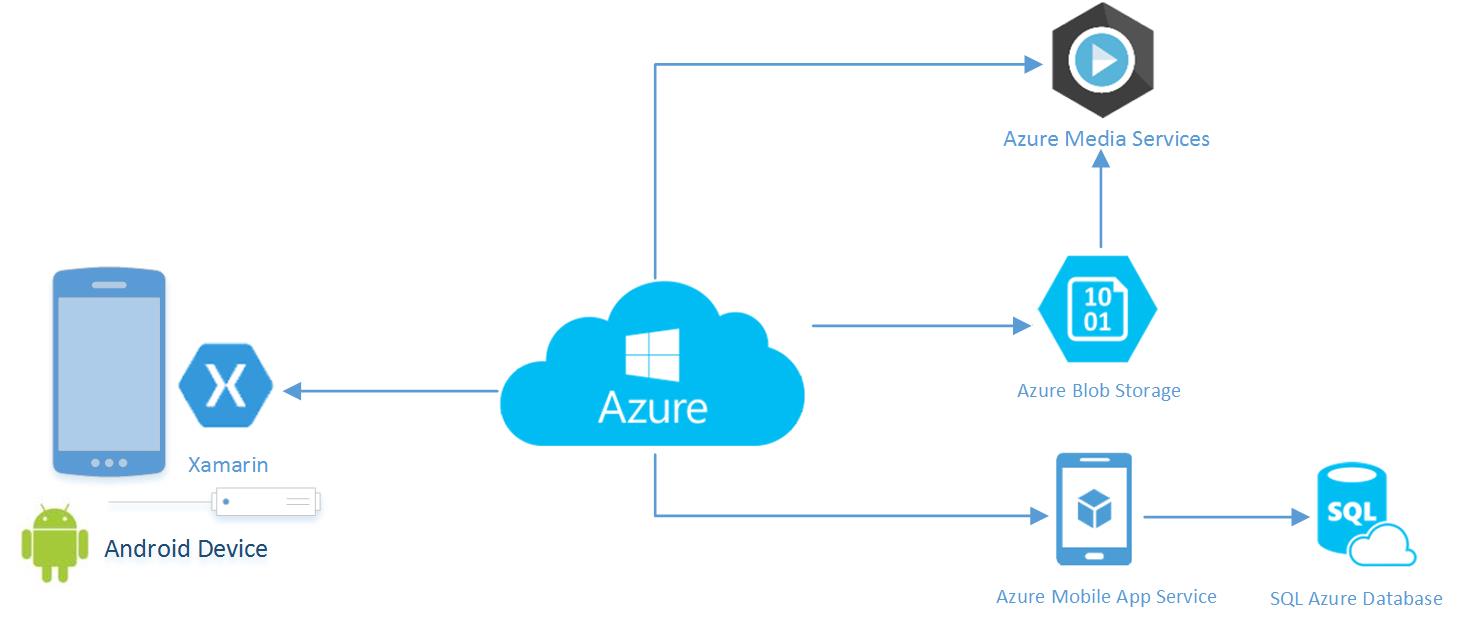 Azure Media Services
10
01
Azure Blob Storage
Azure
X
Xamarin
Android Device
SQL
Azure Mobile App Service
SQL Azure Database